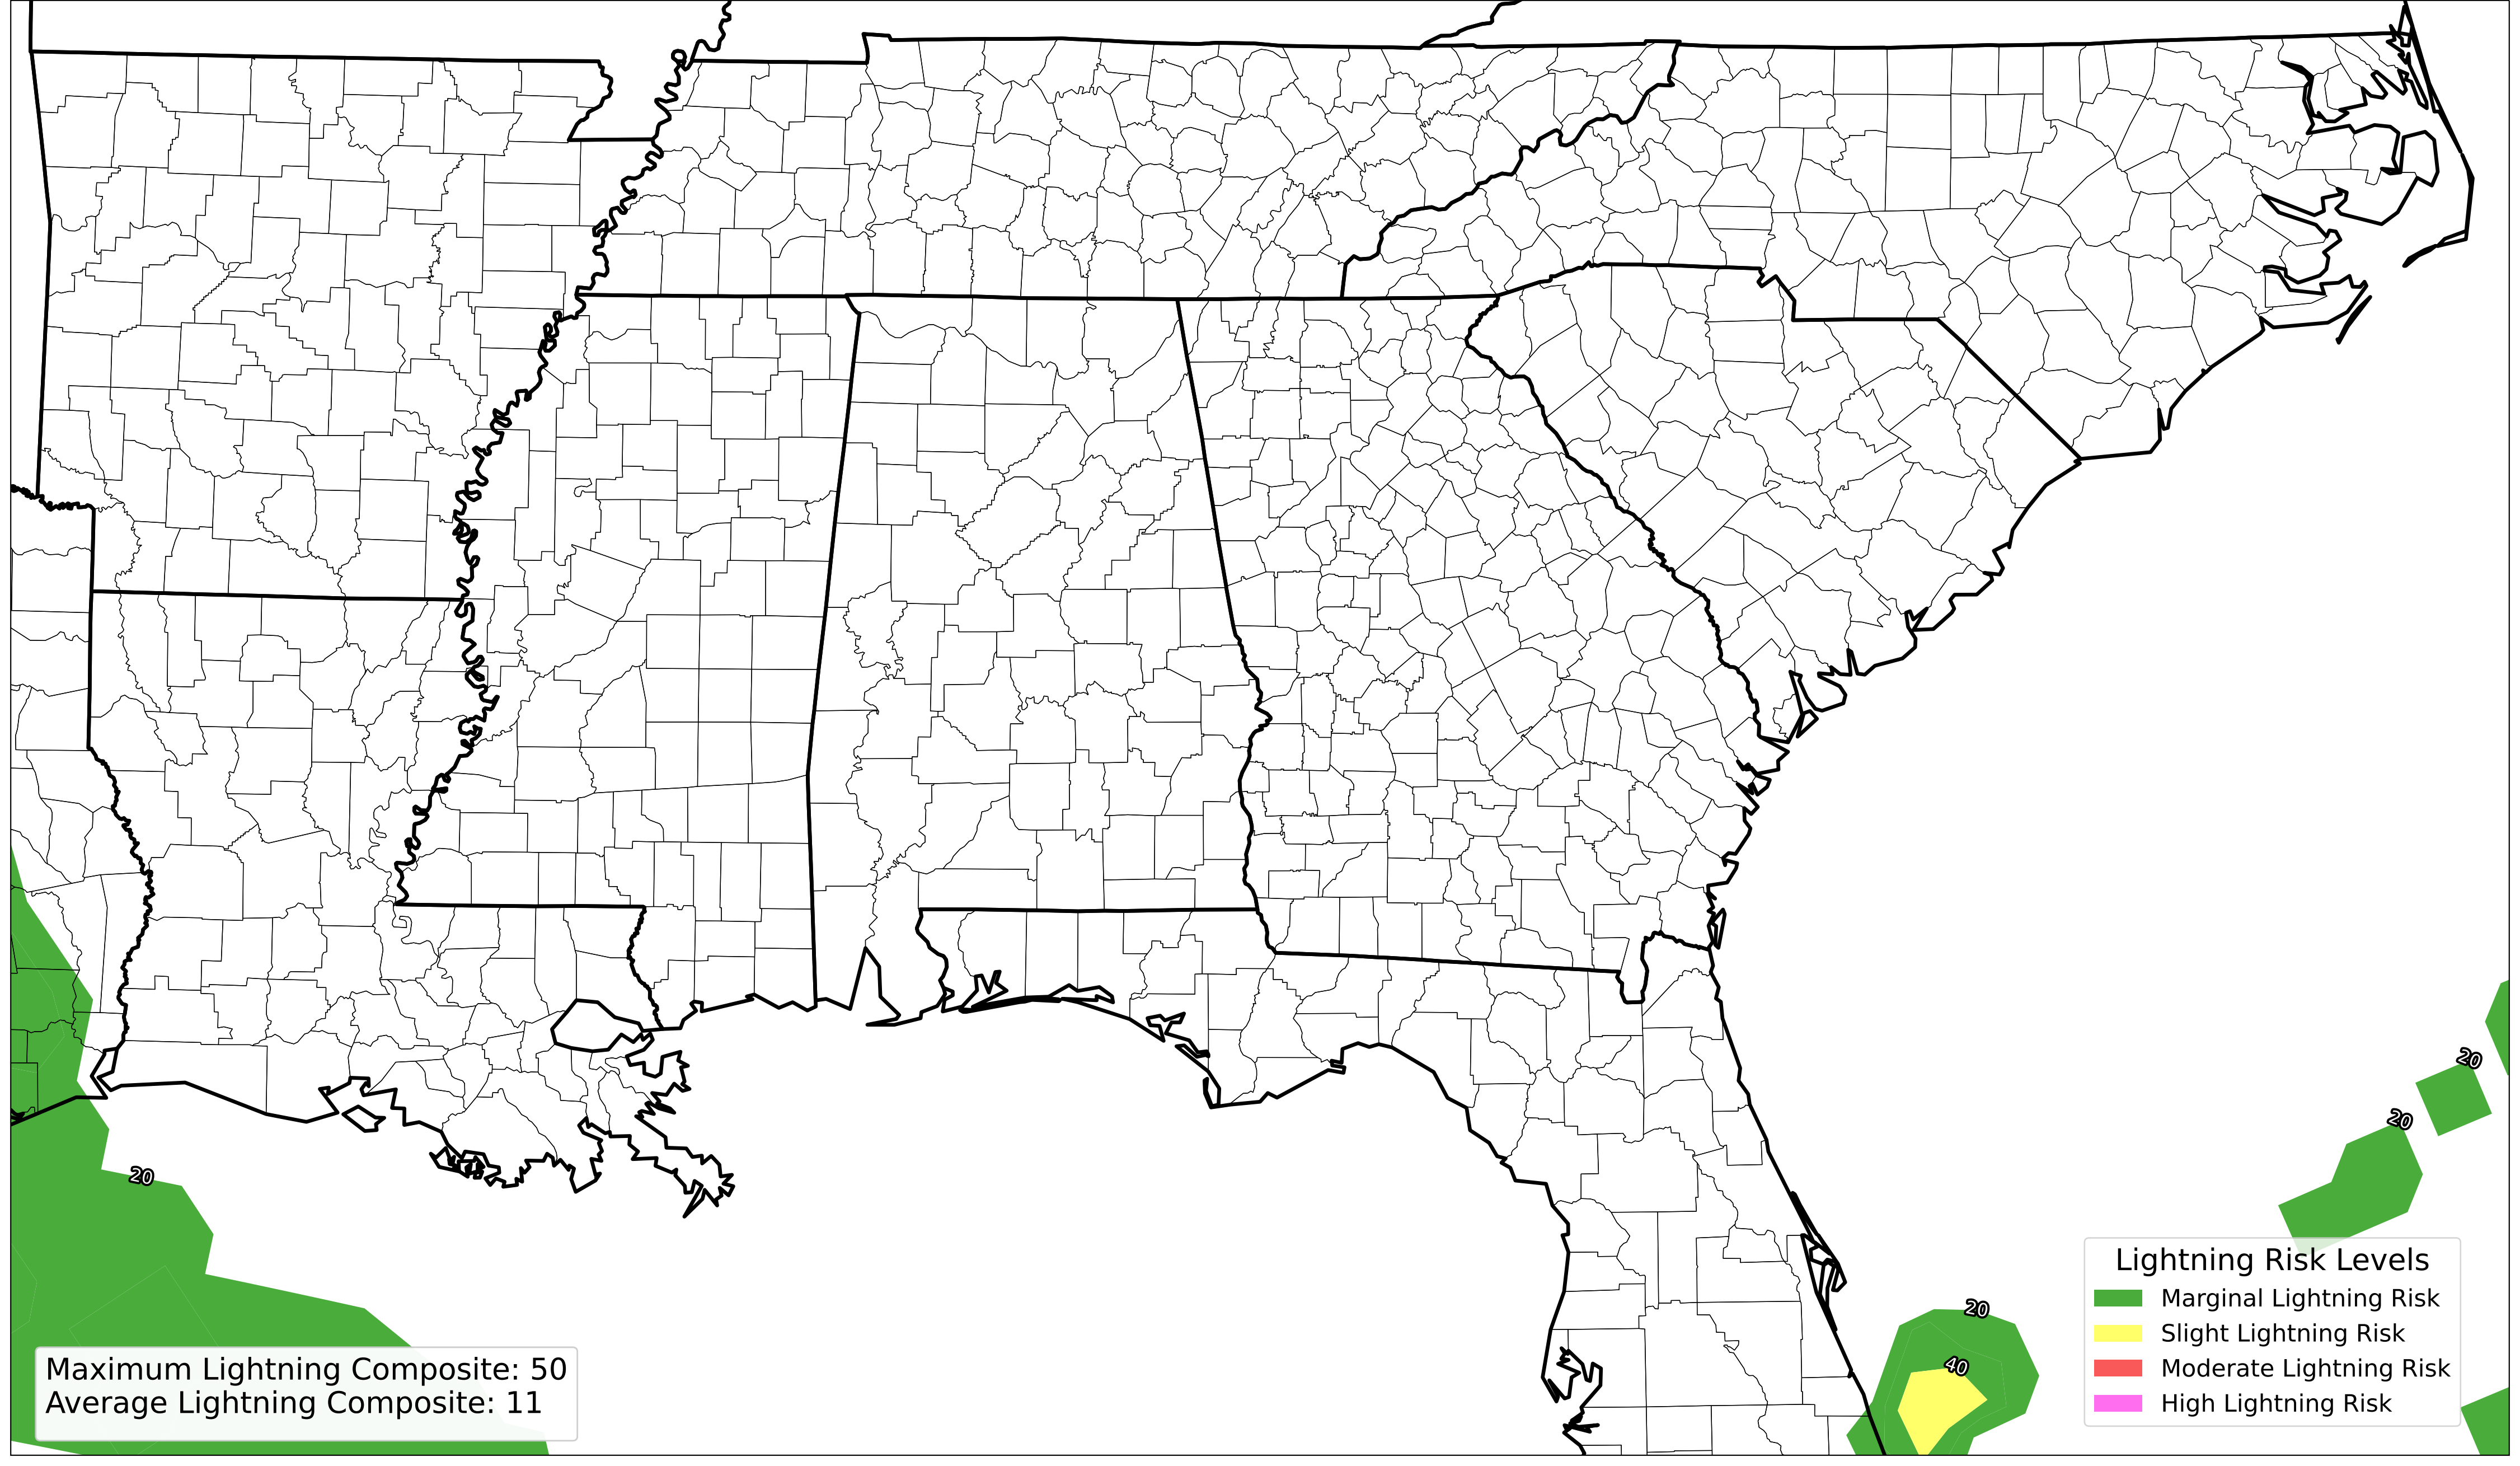 20
20
20
Lightning Risk Levels
20
Marginal Lightning Risk
Slight Lightning Risk
40
Moderate Lightning Risk
High Lightning Risk
Maximum Lightning Composite: 50
Average Lightning Composite: 11